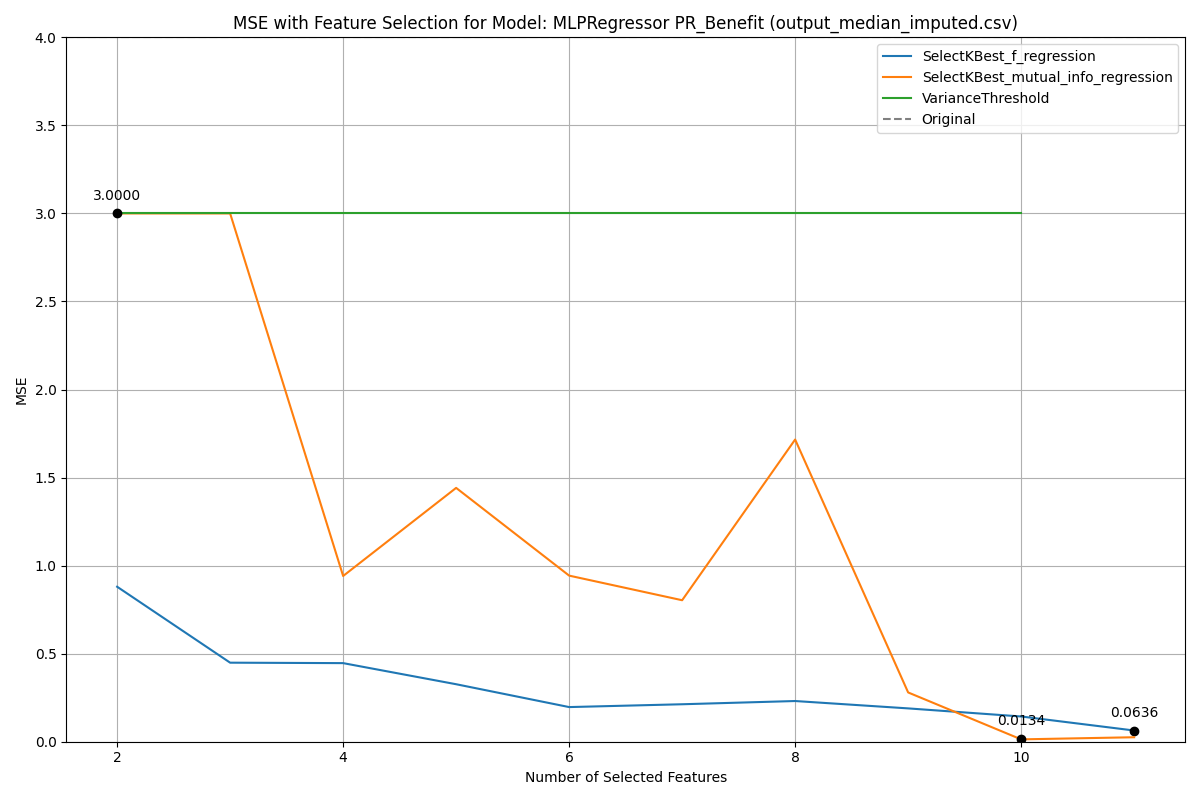 MSE with Feature Selection for Model: MLPRegressor PR_Benefit (output_median_imputed.csv)
4.0
3.5
3.0
2.5
2.0
1.5
1.0
0.5
0.0
MSE
SelectKBest_f_regression
SelectKBest_mutual_info_regression
VarianceThreshold
Original
3.0000
0.0134
0.0636
2 4 6 8 10
Number of Selected Features